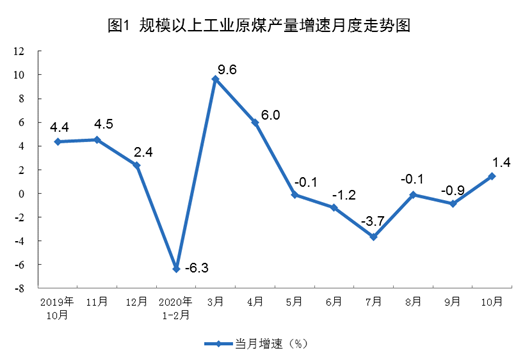 图1 规模以上工业原煤产量增速月度走势图
12
10
8
6
4
2
0
-2
-4
-6
-8
4.4
4.5
2.4
-6.3
9.6
6.0
-0.1
-1.2
-3.7
-0.1
-0.9
1.4
2019年
10月
11月
12月
2020年
1-2月
3月
4月
5月
6月
7月
8月
9月
10月
当月增速（%）